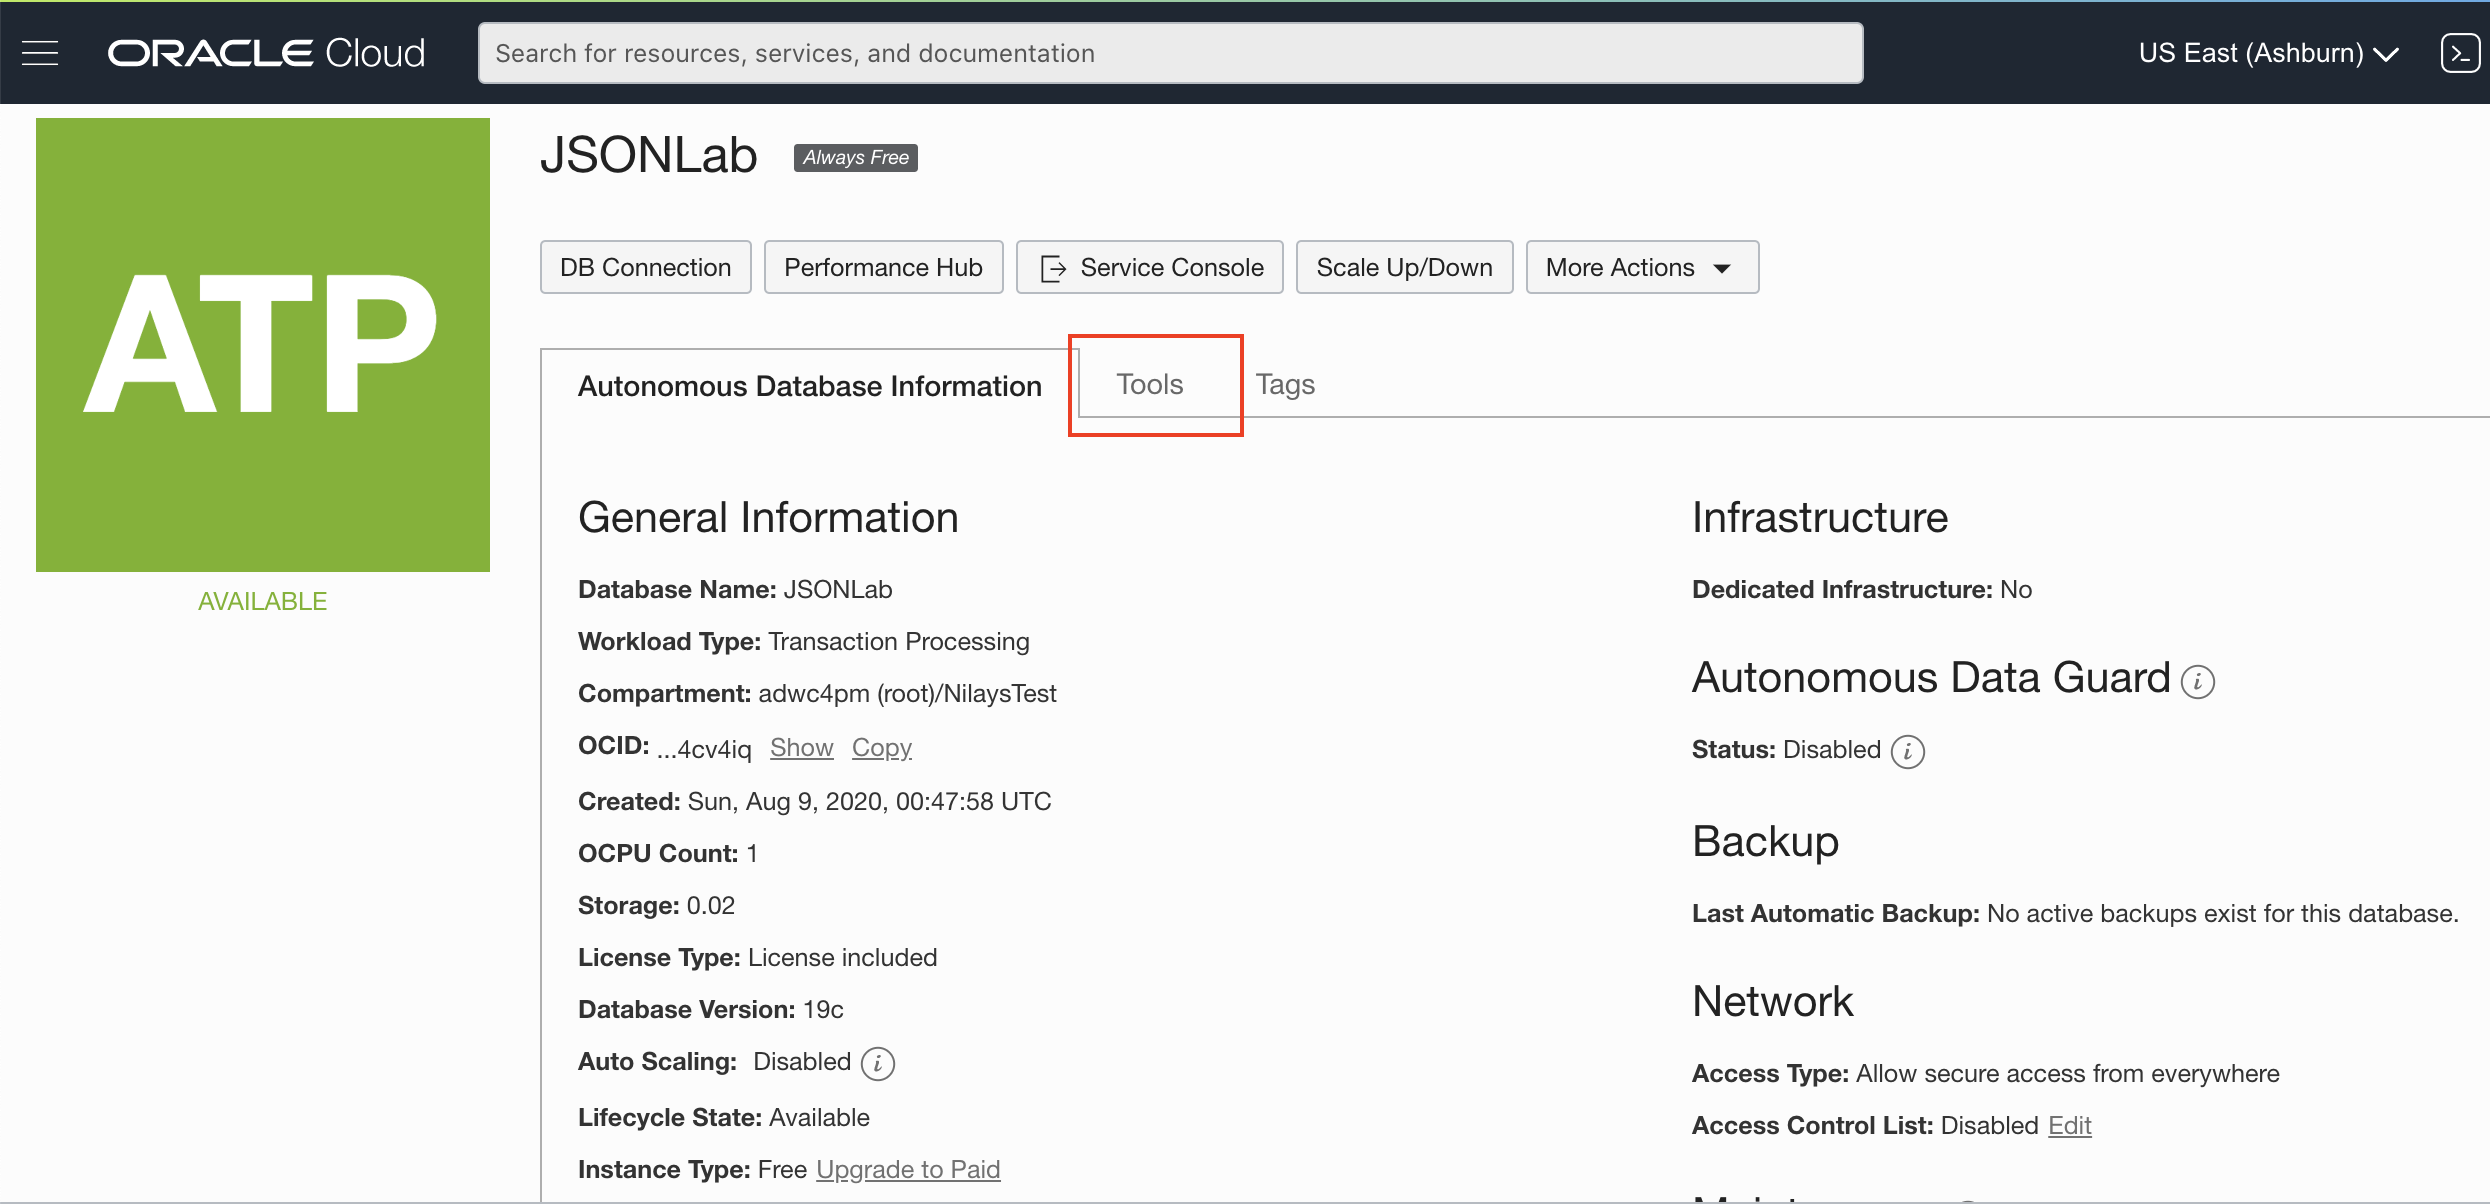 ORACLE Cloud
Search for resources, services, and documentation
US East (Ashburn)
ATP
AVAILABLE
JSONLab Always Free
DB Connection Performance Hub Service Console Scale Up/Down More Actions
Autonomous Database Information Tools Tags
General Information
Database Name: JSONLab
Workload Type: Transaction Processing
Compartment: adwc4pm (root)/NilaysTest
OCID: ...4cv4iq Show Copy
Created: Sun, Aug 9, 2020, 00:47:58 UTC
OCPU Count: 1
Storage: 0.02
License Type: License included
Database Version: 19c
Auto Scaling: Disabled
Lifecycle State: Available
Instance Type: Free Upgrade to Paid
Infrastructure
Dedicated Infrastructure: No
Autonomous Data Guard
Status: Disabled
Backup
Last Automatic Backup: No active backups exist for this database.
Network
Access Type: Allow secure access from everywhere
Access Control List: Disabled Edit